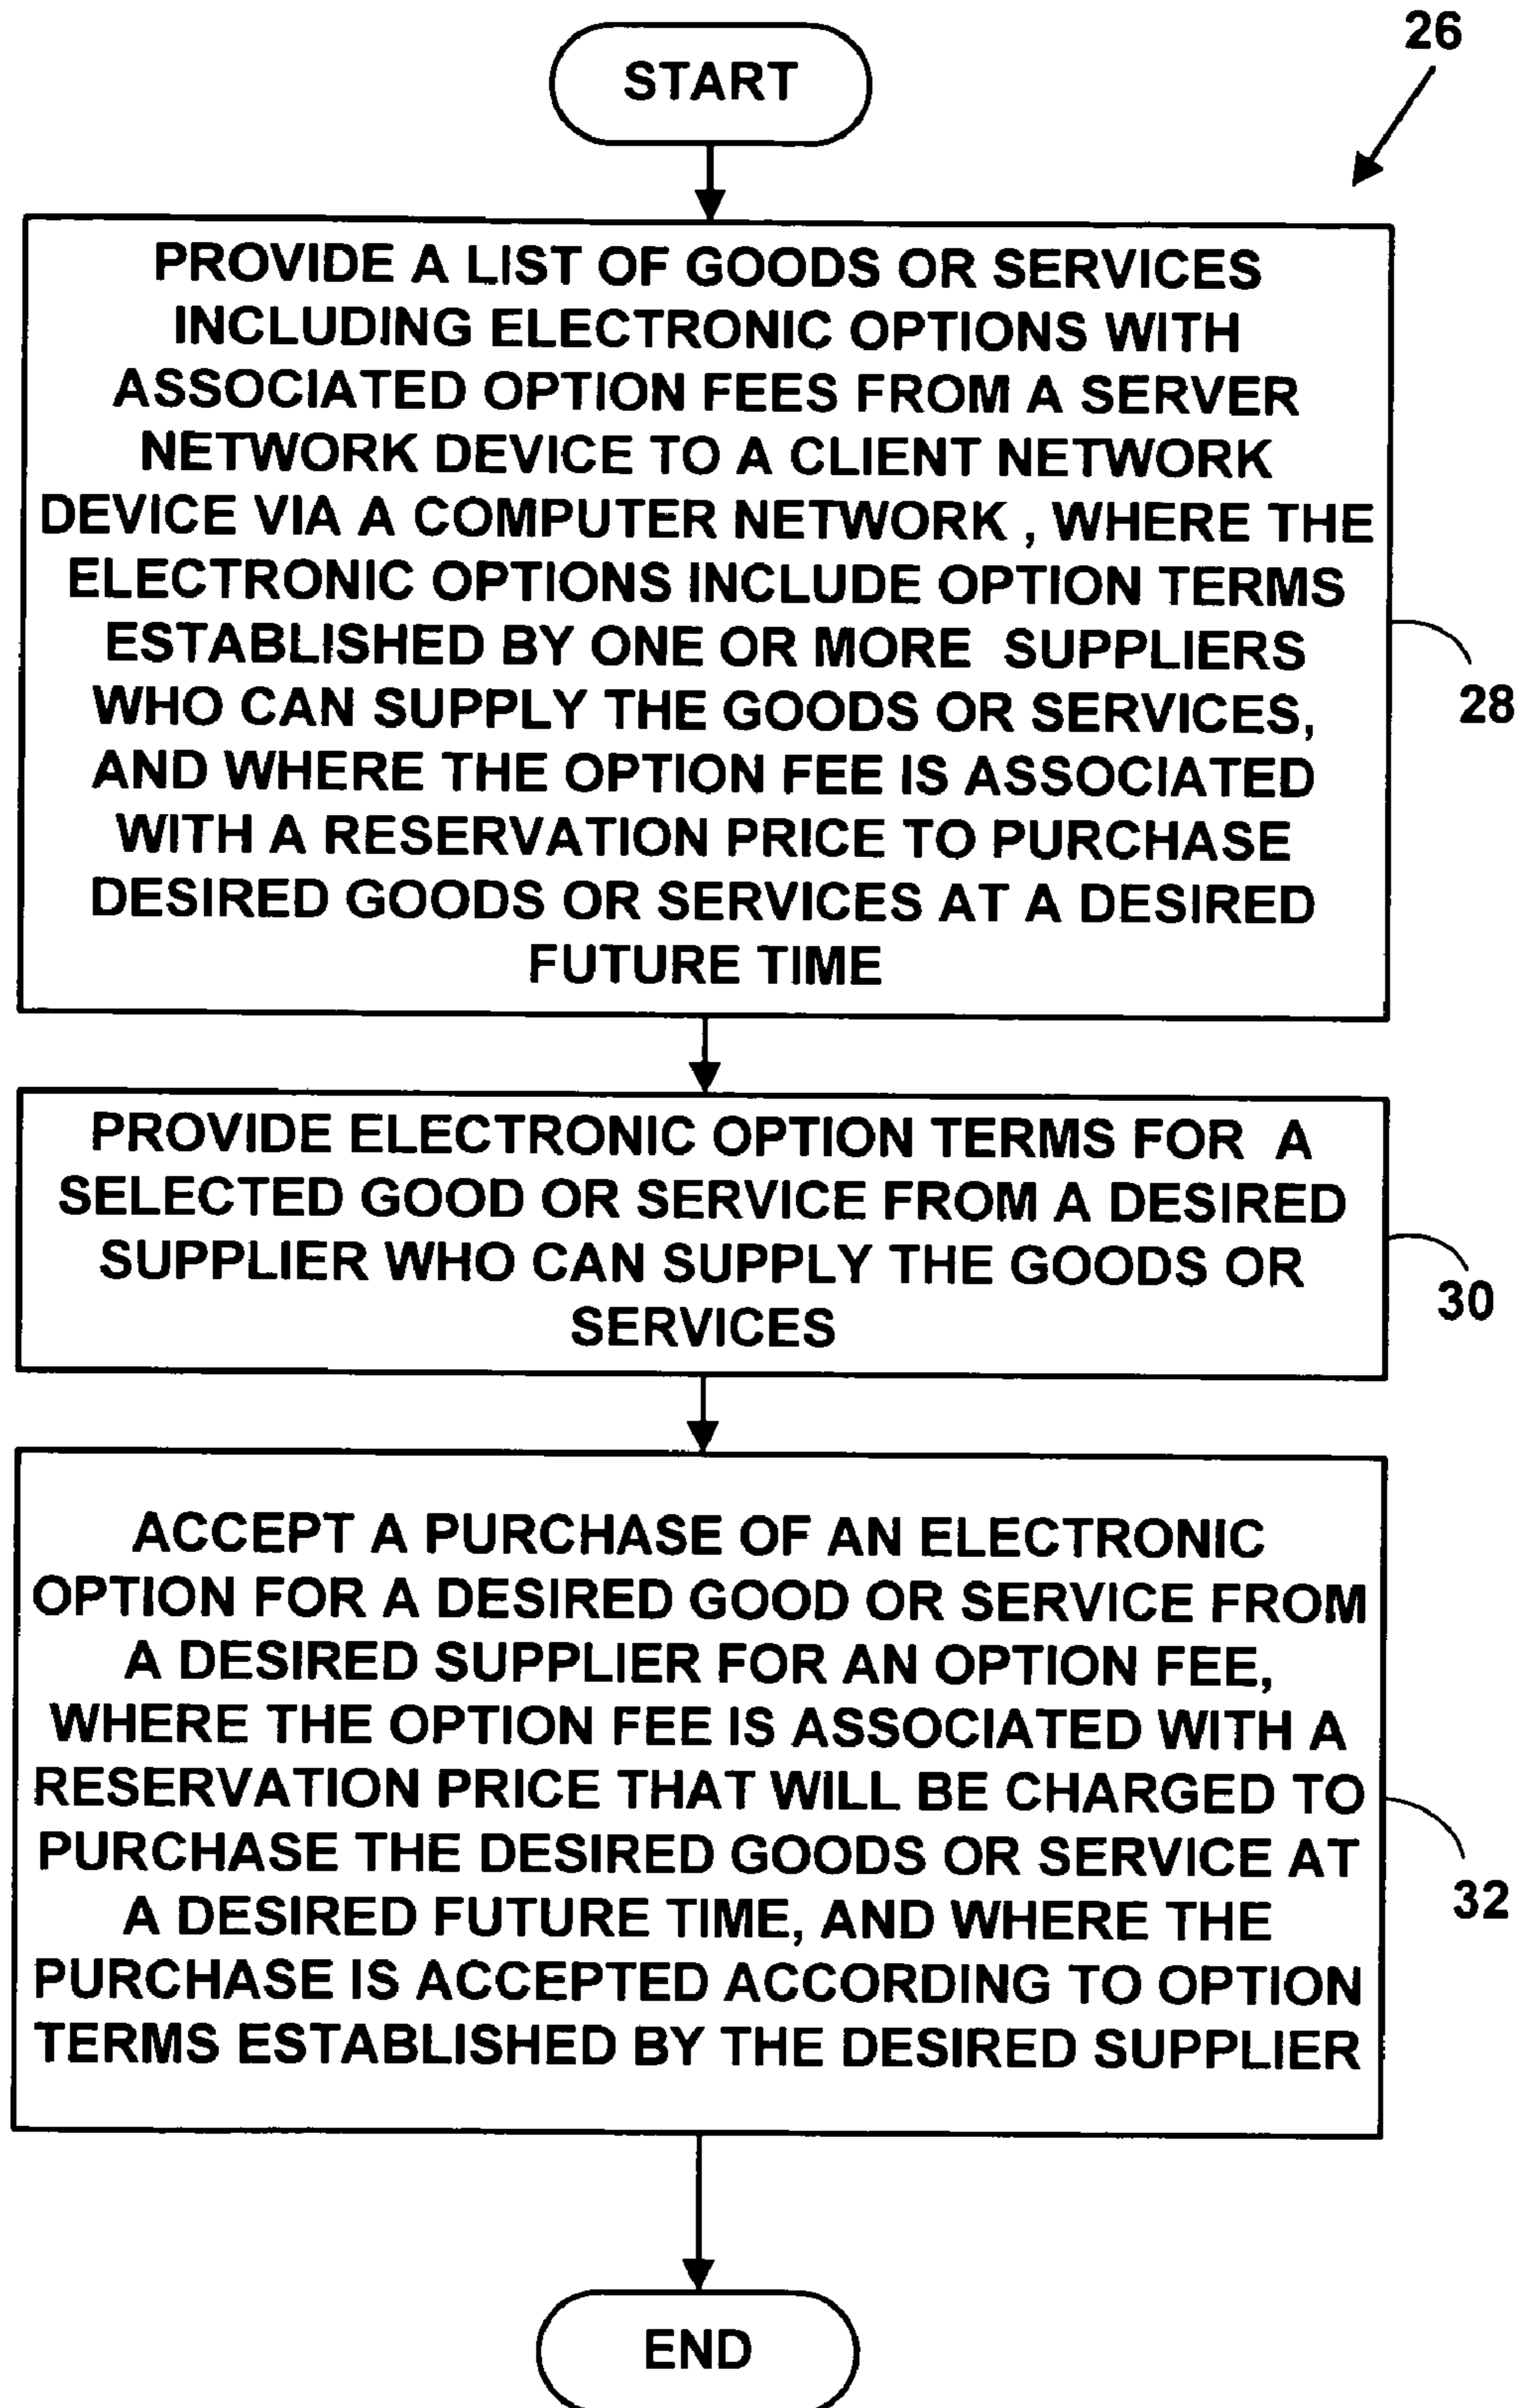 26
START
PROVIDE A LIST OF GOODS OR SERVICES
INCLUDING ELECTRONIC OPTIONS WITH
ASSOCIATED OPTION FEES FROM A SERVER
NETWORK DEVICE TO A CLIENT NETWORK
DEVICE VIA A COMPUTER NETWORK , WHERE THE
ELECTRONIC OPTIONS INCLUDE OPTION TERMS
ESTABLISHED BY ONE OR MORE SUPPLIERS
WHO CAN SUPPLY THE GOODS OR SERVICES,
AND WHERE THE OPTION FEE IS ASSOCIATED
WITH A RESERVATION PRICE TO PURCHASE
DESIRED GOODS OR SERVICES AT A DESIRED
FUTURE TIME
28
PROVIDE ELECTRONIC OPTION TERMS FOR A
SELECTED GOOD OR SERVICE FROM A DESIRED
SUPPLIER WHO CAN SUPPLY THE GOODS OR
SERVICES
30
ACCEPT A PURCHASE OF AN ELECTRONIC
OPTION FOR A DESIRED GOOD OR SERVICE FROM
A DESIRED SUPPLIER FOR AN OPTION FEE,
WHERE THE OPTION FEE IS ASSOCIATED WITH A
RESERVATION PRICE THAT WILL BE CHARGED TO
PURCHASE THE DESIRED GOODS OR SERVICE AT
A DESIRED FUTURE TIME, AND WHERE THE
PURCHASE IS ACCEPTED ACCORDING TO OPTION
TERMS ESTABLISHED BY THE DESIRED SUPPLIER
32
END